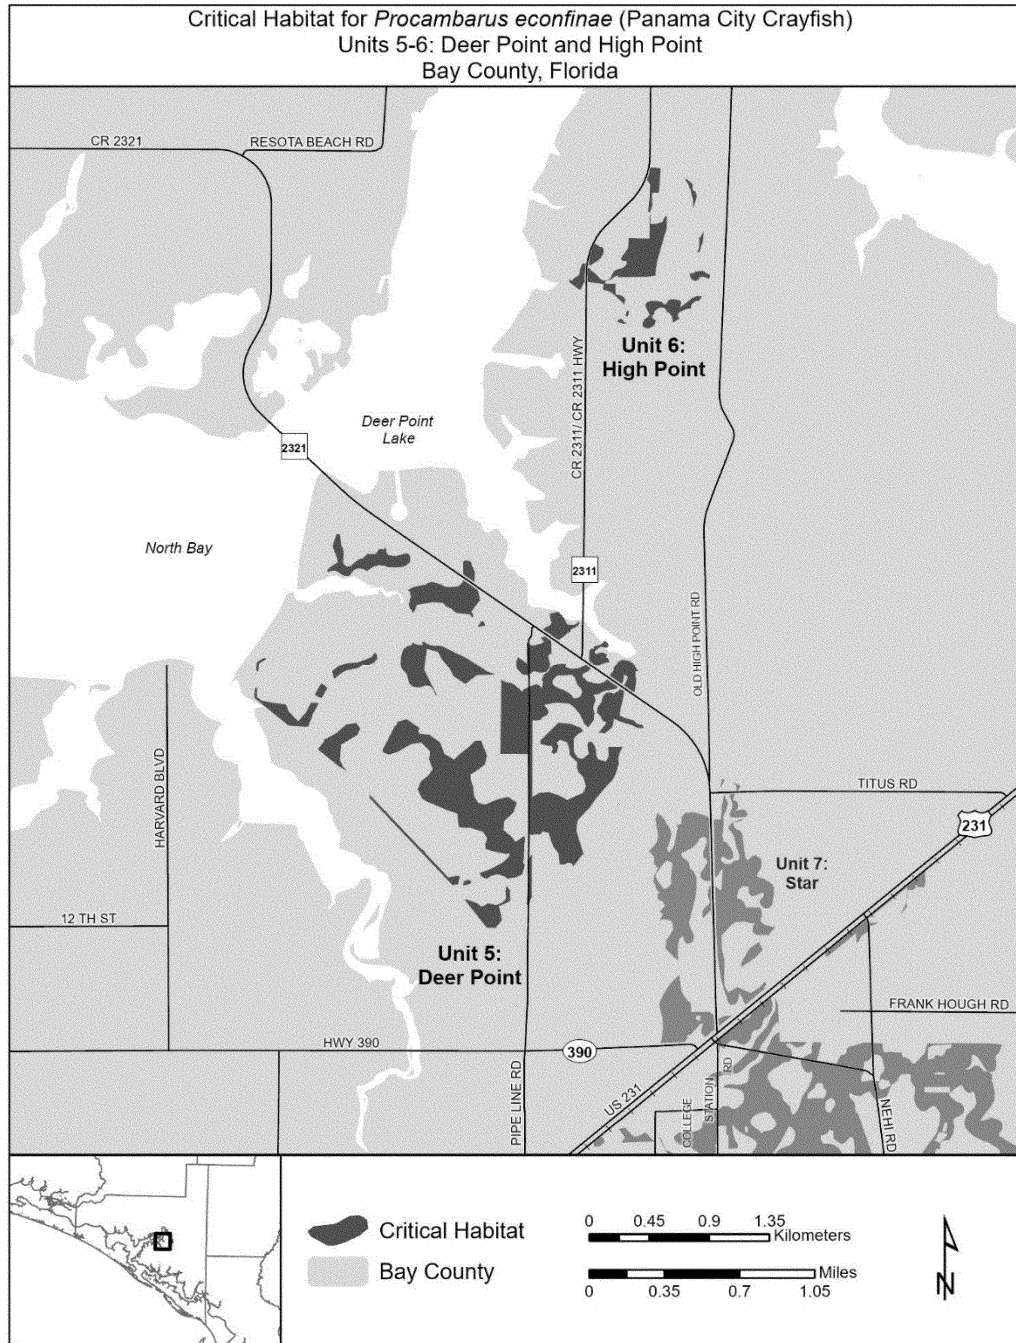 Critical Habitat for Procambarus econfinae (Panama City Crayfish)
Units 5-6: Deer Point and High Point
Bay County, Florida
CR 2321
RESOTA BEACH RD
Unit 6:
High Point
CR 2311/ CR 2311 HWY
Deer Point
Lake
2321
North Bay
2311
OLD HIGH POINT RD
HARVARD BLVD
TITUS RD
231
Unit 7:
Star
12 TH ST
Unit 5:
Deer Point
FRANK HOUGH RD
HWY 390
390
PIPE LINE RD
US 231
COLLEGE
STATION
RD
NEHI RD
Critical Habitat
Bay County
0 0.45 0.9 1.35
Kilometers
Miles
0 0.35 0.7 1.05
N